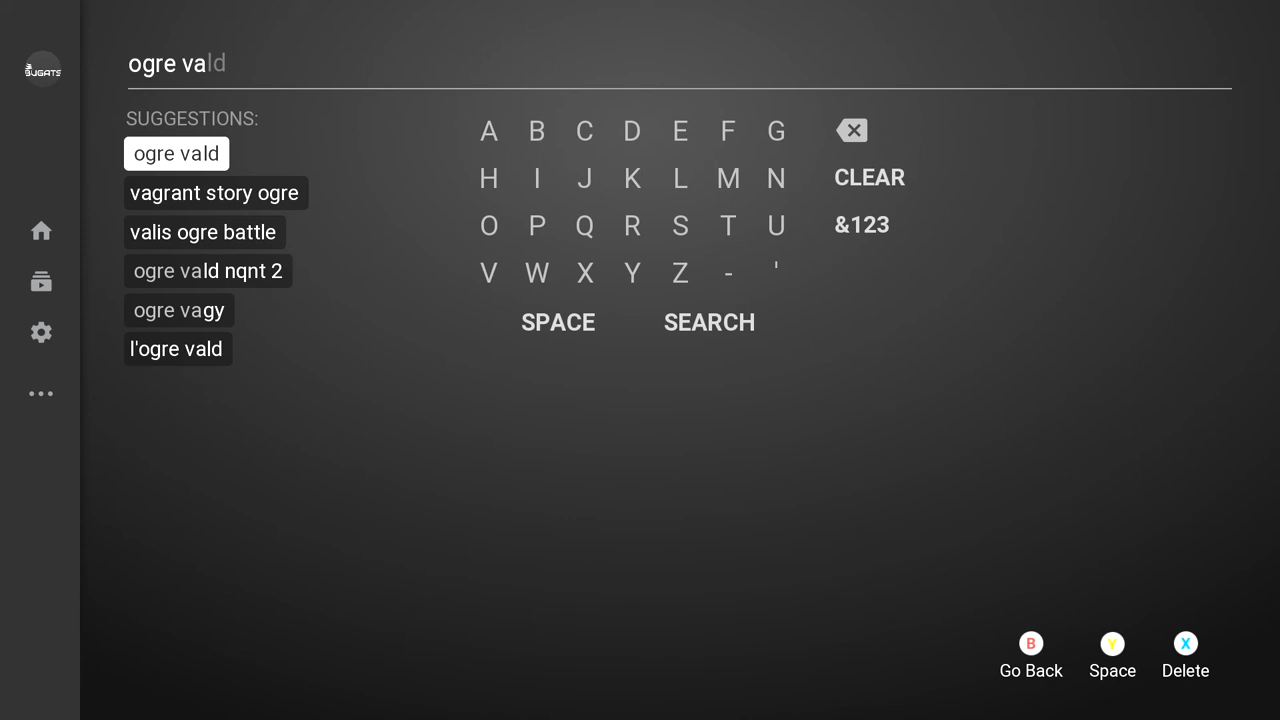 BUGATS
ogre vald
SUGGESTIONS:
ogre vald
vagrant story ogre
valis ogre battle
ogre vald nqnt 2
ogre vagy
l'ogre vald
A B C D E F G
H I J K L M N CLEAR
O P Q R S T U &123
V W X Y Z - '
SPACE SEARCH
B Y X
Go Back Space Delete